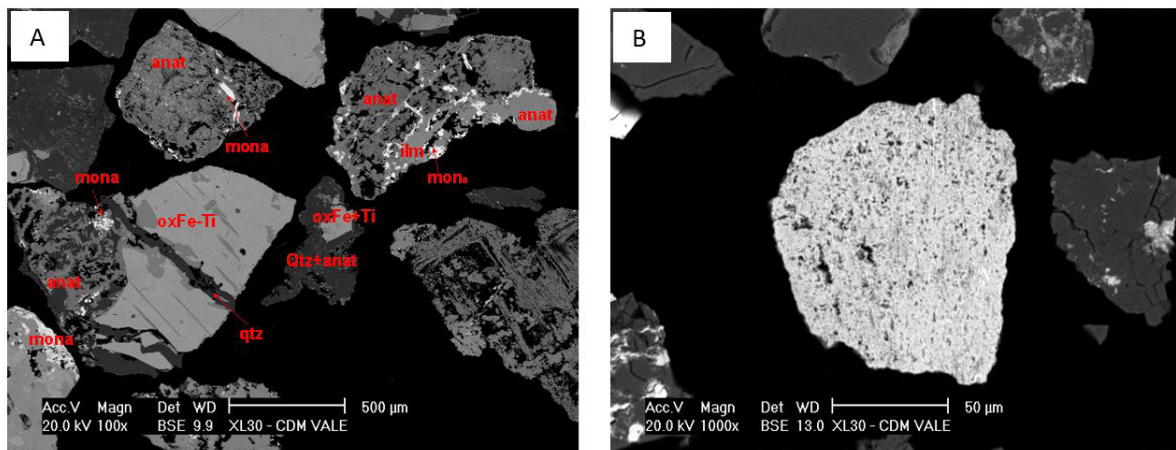 A
anat
anat
anat
mona
ilm
mon
mona
oxFe-Ti
oxFe+Ti
Qtz+anat
anat
mona
qtz
Acc.V Magn Det WD
20.0 kV 100x BSE 9.9 XL30 - CDM VALE
500 µm
B
Acc.V Magn Det WD
20.0 kV 1000x BSE 13.0 XL30 - CDM VALE
50 µm